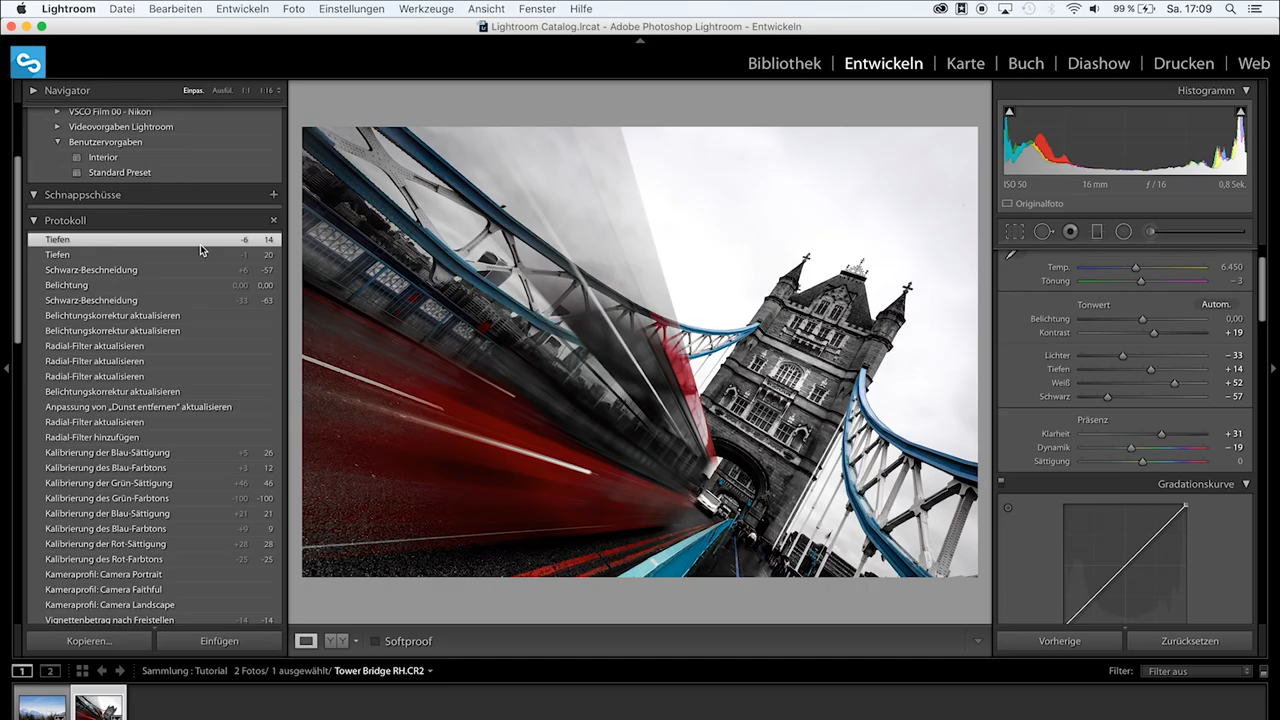 Lightroom Datei Bearbeiten Entwickeln Foto Einstellungen Werkzeuge Ansicht Fenster Hilfe 99 % Sa. 17:09
Lightroom Catalog.lrcat - Adobe Photoshop Lightroom - Entwickeln
Bibliothek Entwickeln Karte Buch Diashow Drucken Web
Navigator Einpas. Ausfül. 1:1 1:16
VSCO Film 00 - Nikon
Videovorgaben Lightroom
Benutzervorgaben
Interior
Standard Preset
Schnappschüsse +
Protokoll ×
Tiefen -6 14
Tiefen -1 20
Schwarz-Beschneidung +6 -57
Belichtung 0,00 0,00
Schwarz-Beschneidung -33 -63
Belichtungskorrektur aktualisieren
Belichtungskorrektur aktualisieren
Radial-Filter aktualisieren
Radial-Filter aktualisieren
Radial-Filter aktualisieren
Belichtungskorrektur aktualisieren
Anpassung von „Dunst entfernen“ aktualisieren
Radial-Filter aktualisieren
Radial-Filter hinzufügen
Kalibrierung der Blau-Sättigung +5 26
Kalibrierung des Blau-Farbtons +3 12
Kalibrierung der Grün-Sättigung +46 46
Kalibrierung des Grün-Farbtons -100 -100
Kalibrierung der Blau-Sättigung +21 21
Kalibrierung des Blau-Farbtons +9 9
Kalibrierung der Rot-Sättigung +28 28
Kalibrierung des Rot-Farbtons -25 -25
Kameraprofil: Camera Portrait
Kameraprofil: Camera Faithful
Kameraprofil: Camera Landscape
Vignettenbetrag nach Freistellen -14 -14
Kopieren... Einfügen
Y Y Softproof
Histogramm
ISO 50 16 mm ƒ / 16 0,8 Sek.
Originalfoto
Temp. 6.450
Tönung – 3
Tonwert Autom.
Belichtung 0,00
Kontrast + 19
Lichter – 33
Tiefen + 14
Weiß + 52
Schwarz – 57
Präsenz
Klarheit + 31
Dynamik – 19
Sättigung 0
Gradationskurve
Vorherige Zurücksetzen
1 2 Sammlung : Tutorial 2 Fotos/ 1 ausgewählt/ Tower Bridge RH.CR2 Filter: Filter aus